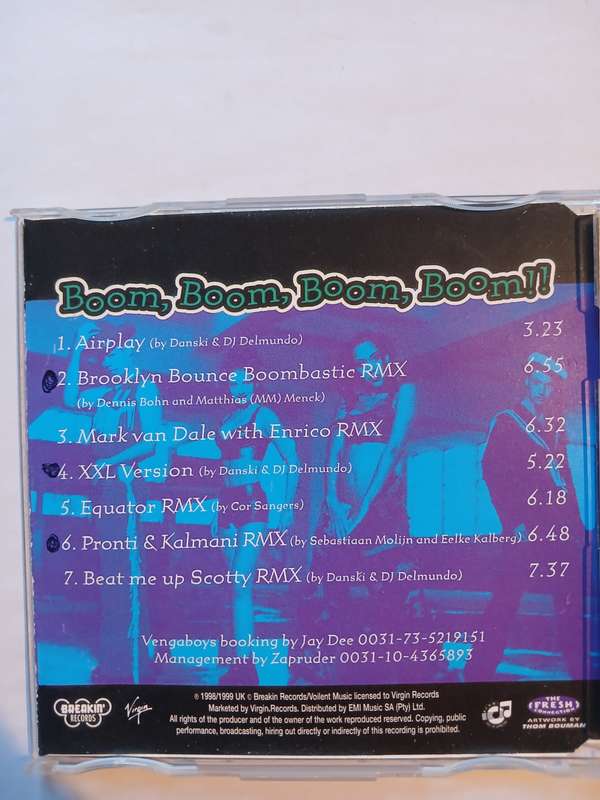 Boom, Boom, Boom, Boom!!
1. Airplay (by Danski & DJ Delmundo) 3.23
2. Brooklyn Bounce Boombastic RMX 6.55
(by Dennis Bohn and Matthias (MM) Menck)
3. Mark van Dale with Enrico RMX 6.32
4. XXL Version (by Danski & DJ Delmundo) 5.22
5. Equator RMX (by Cor Sangers) 6.18
6. Pronti & Kalmani RMX (by Sebastiaan Molijn and Eelke Kalberg) 6.48
7. Beat me up Scotty RMX (by Danski & DJ Delmundo) 7.37
Vengaboys booking by Jay Dee 0031-73-5219151
Management by Zapruder 0031-10-4365893
BREAKIN' RECORDS
Virgin
℗ 1998/1999 UK © Breakin Records/Voilent Music licensed to Virgin Records
Marketed by Virgin.Records. Distributed by EMI Music SA (Pty) Ltd.
All rights of the producer and of the owner of the work reproduced reserved. Copying, public
performance, broadcasting, hiring out directly or indirectly of this recording is prohibited.
THE
FRESH
CONNECTION
ARTWORK BY
THOM BOUMAN